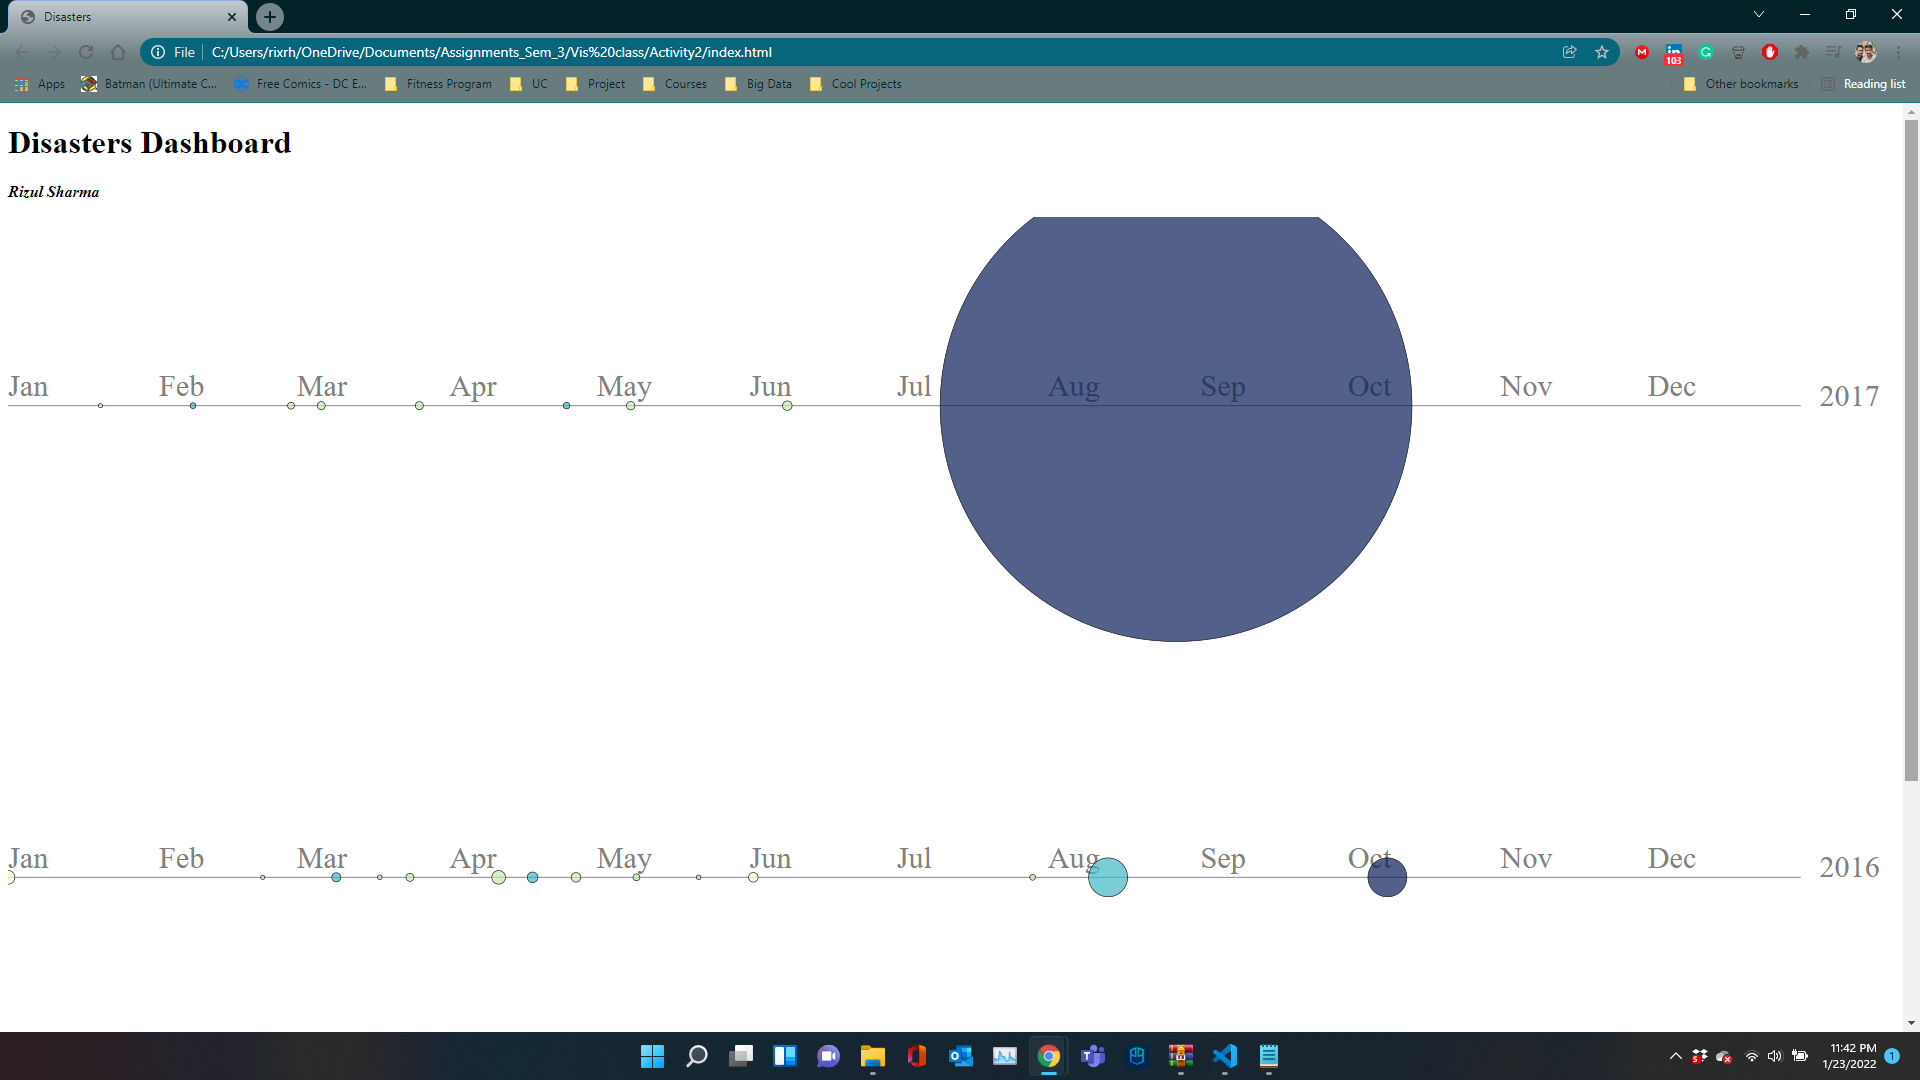 Disasters
File C:/Users/rixrh/OneDrive/Documents/Assignments_Sem_3/Vis%20class/Activity2/index.html
103
Apps Batman (Ultimate C... Free Comics - DC E... Fitness Program UC Project Courses Big Data Cool Projects Other bookmarks Reading list
Disasters Dashboard
Rizul Sharma
Jan Feb Mar Apr May Jun Jul Aug Sep Oct Nov Dec 2017
Jan Feb Mar Apr May Jun Jul Aug Sep Oct Nov Dec 2016
11:42 PM
1/23/2022
1